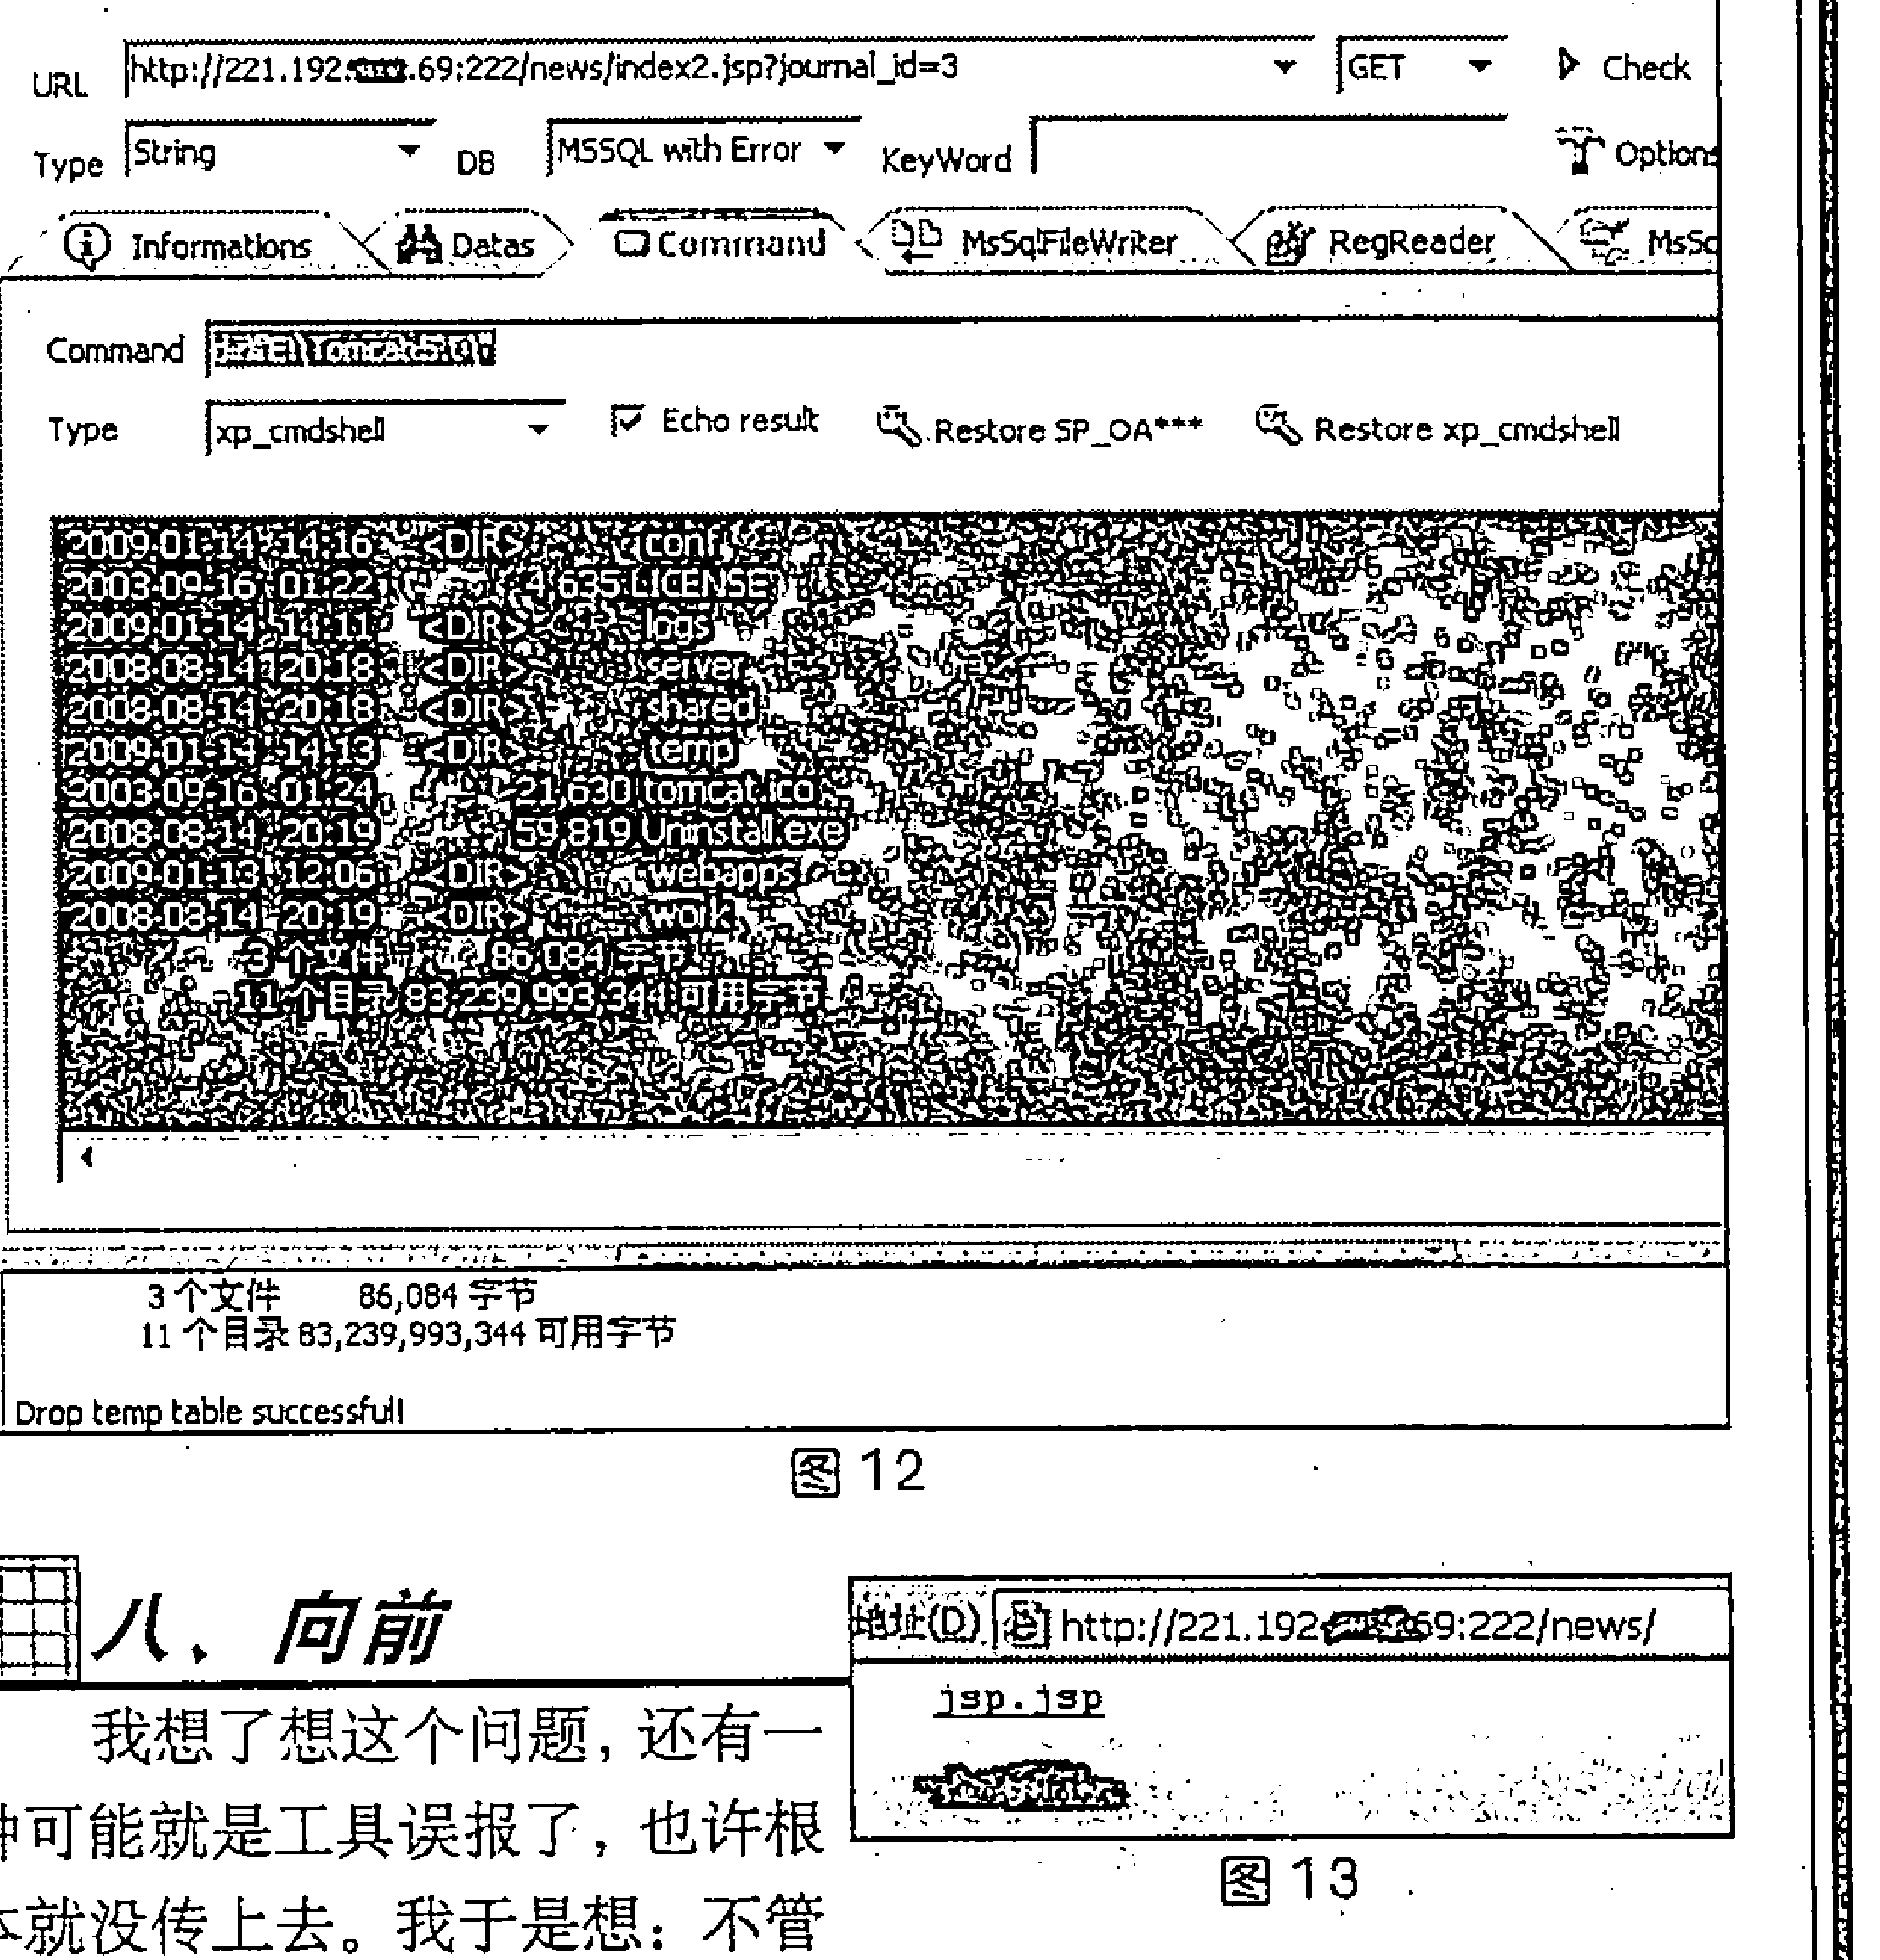 URL http://221.192. .69:222/news/index2.jsp?journal_id=3 GET Check
Type String DB MSSQL with Error KeyWord Options
Informations Datas Command MsSqlFileWriter RegReader MsSq
Command
Type xp_cmdshell Echo result Restore SP_OA*** Restore xp_cmdshell
2009-01-14 14:16 <DIR> conf
2003-09-16 01:22 4,635 LICENSE
2009-01-14 14:11 <DIR> logs
2008-08-14 20:18 <DIR> server
2008-08-14 20:18 <DIR> shared
2009-01-14 14:13 <DIR> temp
2003-09-16 01:24 21,630 tomcat.ico
2008-08-14 20:19 59,819 Uninstall.exe
2009-01-13 12:06 <DIR> webapps
2008-08-14 20:19 <DIR> work
3 个文件 86,084 字节
11 个目录 83,239,993,344 可用字节
3 个文件 86,084 字节
11 个目录 83,239,993,344 可用字节
Drop temp table successful!
图 12
八、向前
我想了想这个问题，还有一
种可能就是工具误报了，也许根
本就没传上去。我于是想：不管
地址(D) http://221.192. 69:222/news/
jsp.jsp
图 13